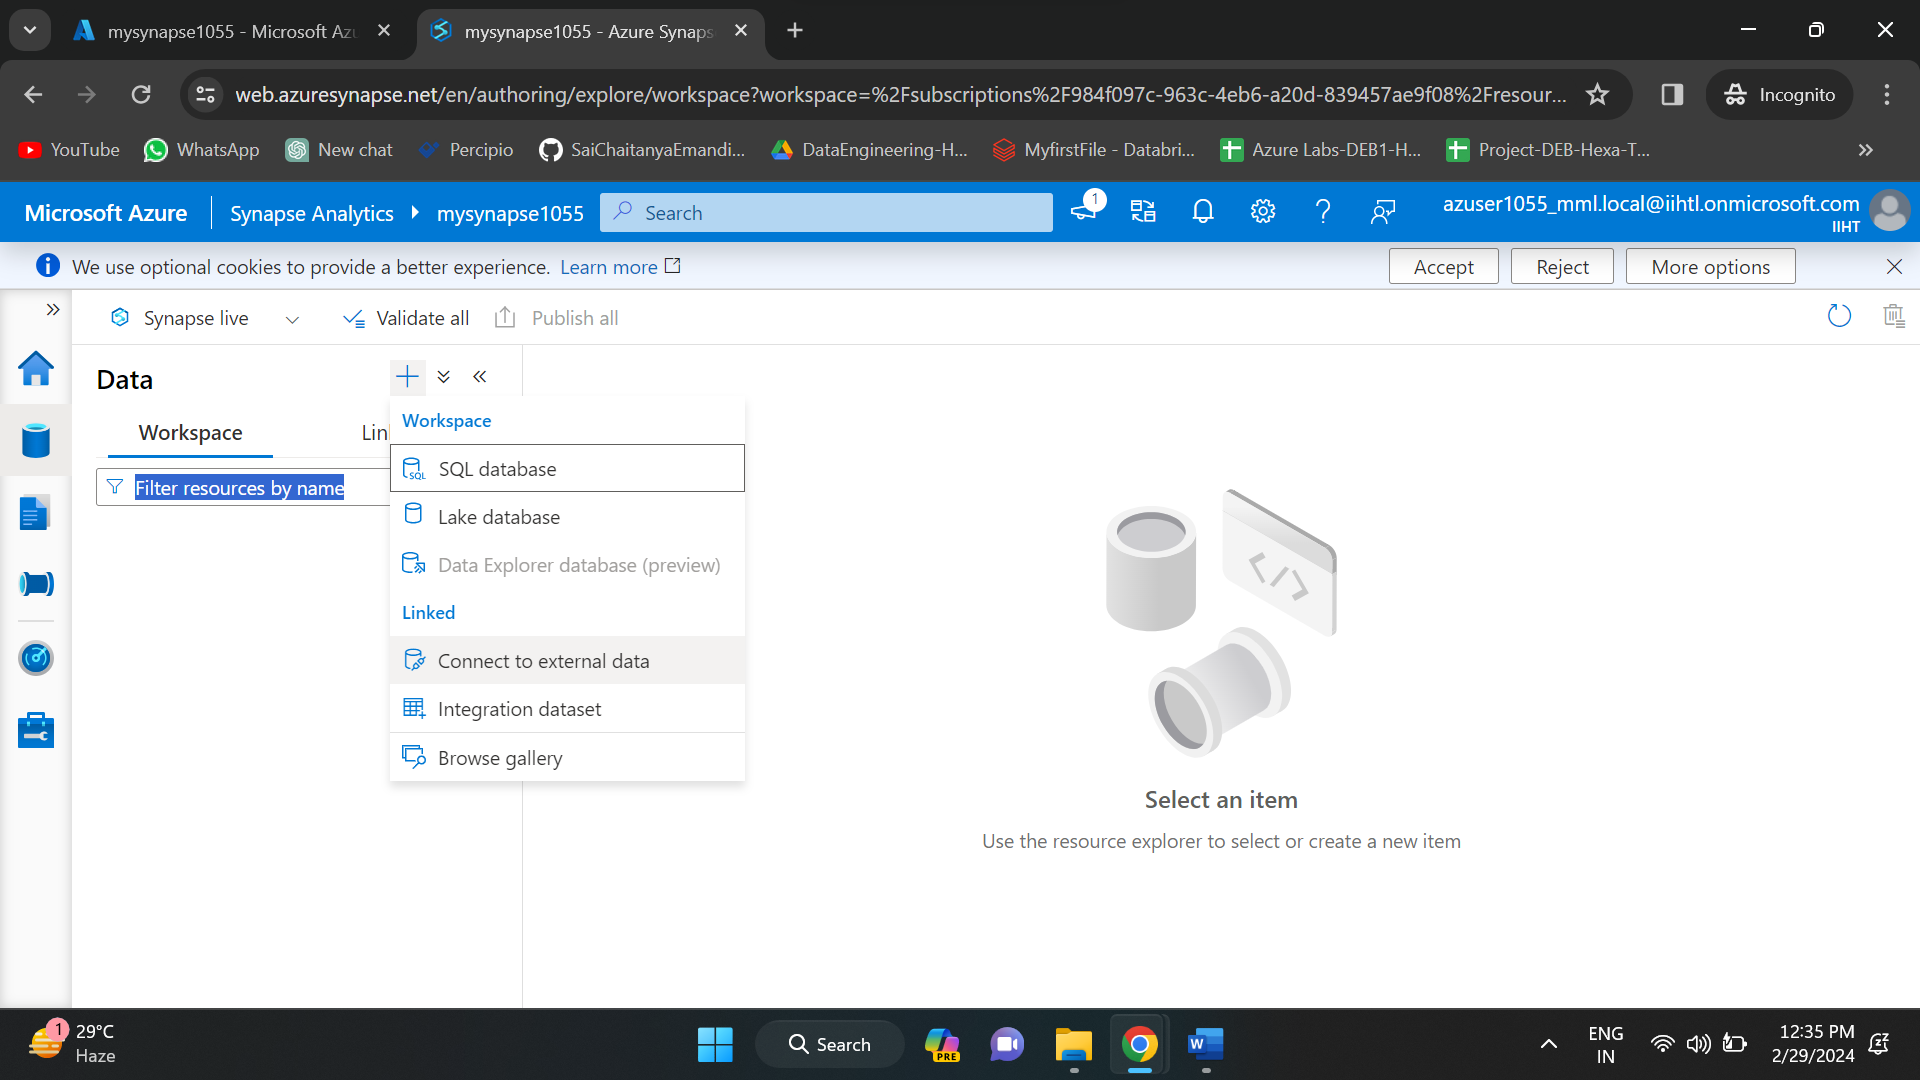 mysynapse1055 - Microsoft Azu
mysynapse1055 - Azure Synaps
web.azuresynapse.net/en/authoring/explore/workspace?workspace=%2Fsubscriptions%2F984f097c-963c-4eb6-a20d-839457ae9f08%2Fresour...
Incognito
YouTube
WhatsApp
New chat
Percipio
SaiChaitanyaEmandi...
DataEngineering-H...
MyfirstFile - Databri...
Azure Labs-DEB1-H...
Project-DEB-Hexa-T...
Microsoft Azure
Synapse Analytics
mysynapse1055
Search
1
azuser1055_mml.local@iihtl.onmicrosoft.com
IIHT
We use optional cookies to provide a better experience. Learn more
Accept
Reject
More options
Synapse live
Validate all
Publish all
Data
Workspace
Lin
Filter resources by name
Workspace
SQL database
Lake database
Data Explorer database (preview)
Linked
Connect to external data
Integration dataset
Browse gallery
Select an item
Use the resource explorer to select or create a new item
1
29°C
Haze
Search
PRE
W
ENG
IN
12:35 PM
2/29/2024